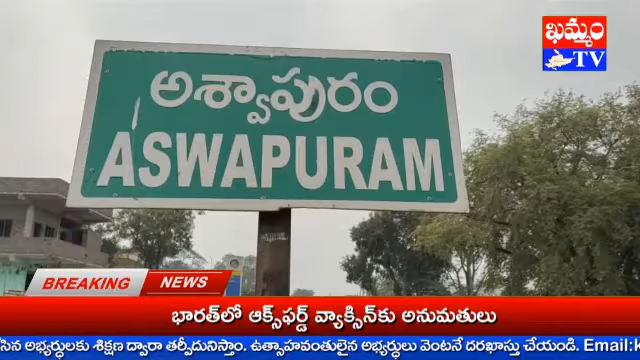 ఖమ్మం
TV
అశ్వాపురం
ASWAPURAM
BREAKING NEWS
భారత్‌లో ఆక్స్‌ఫర్డ్ వ్యాక్సిన్‌కు అనుమతులు
అభ్యర్థులకు శిక్షణ ద్వారా తర్ఫీదునిస్తాం. ఉత్సాహవంతులైన అభ్యర్థులు వెంటనే దరఖాస్తు చేయండి. Email: